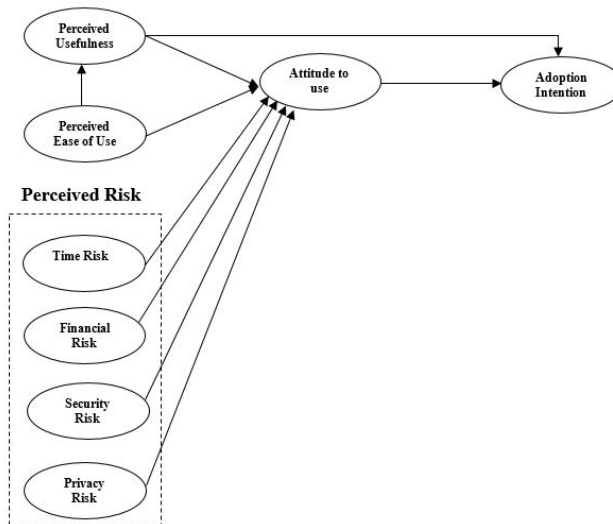 Perceived
Usefulness
Attitude to
use
Adoption
Intention
Perceived
Ease of Use
Perceived Risk
Time Risk
Financial
Risk
Security
Risk
Privacy
Risk